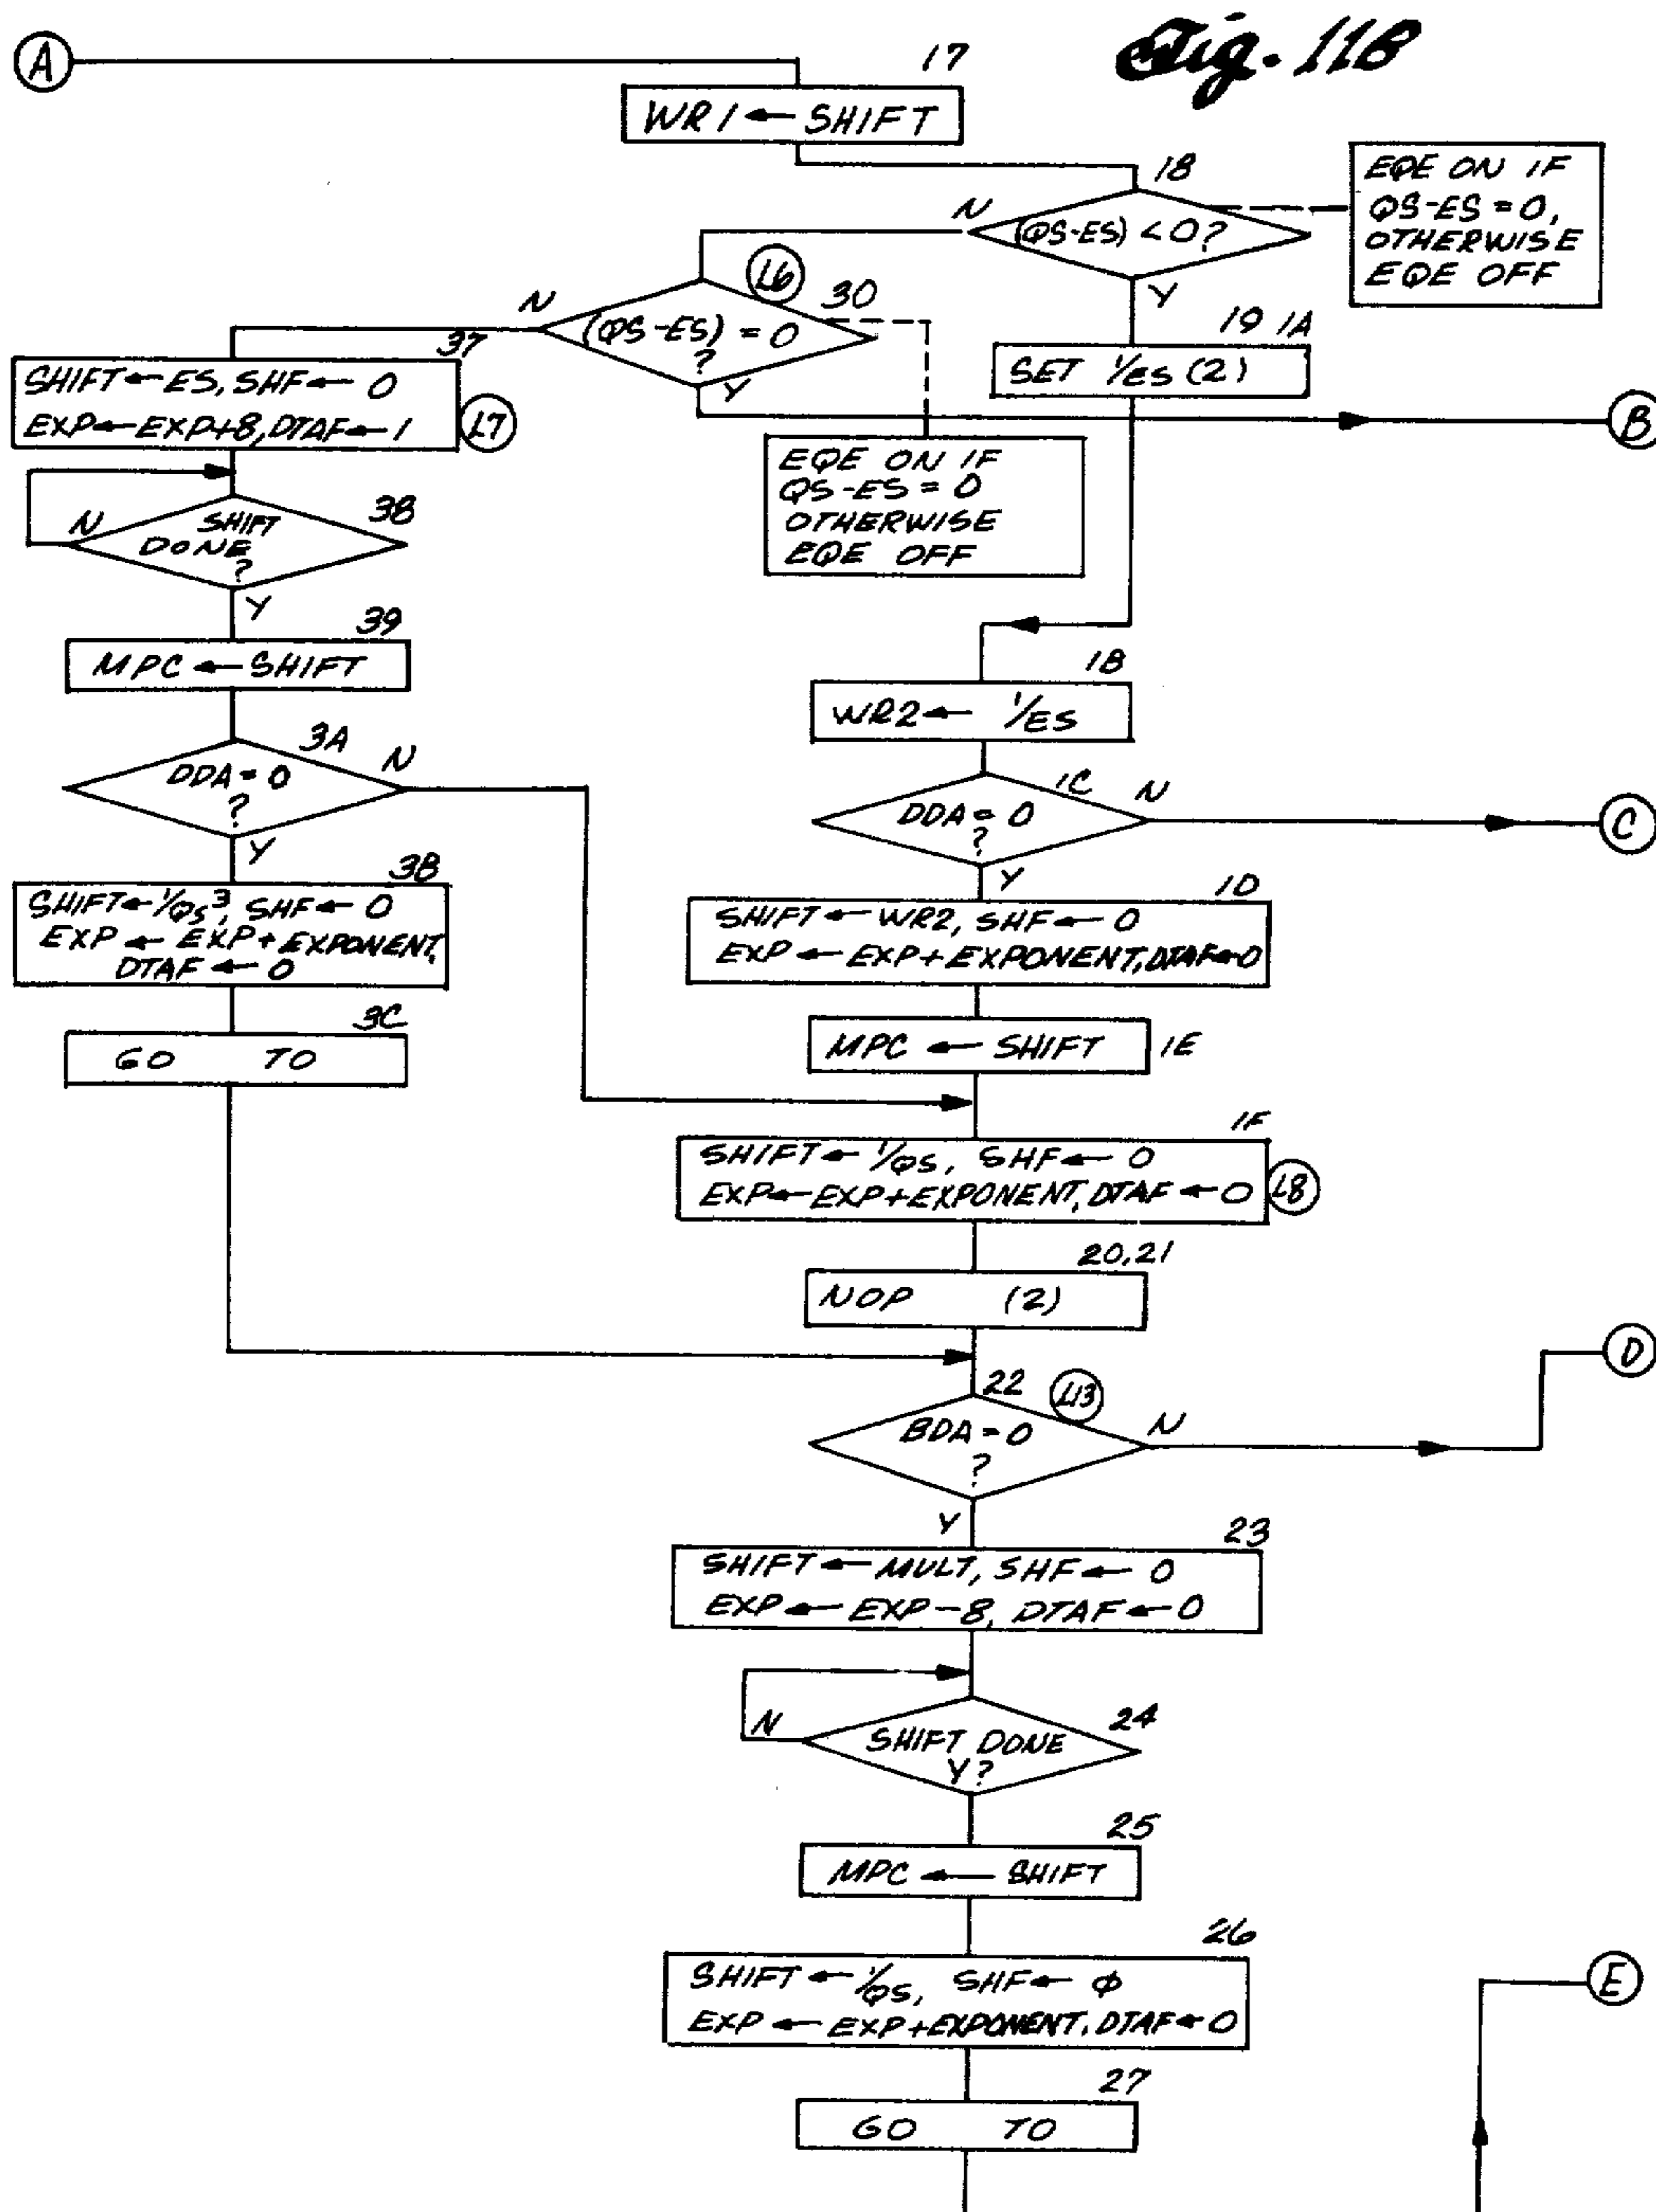 Fig. 11B
A
17
WR1 ← SHIFT
18
EQE ON IF
QS-ES = 0,
OTHERWISE
EQE OFF
N
(QS-ES) < 0?
Y
L6
30
N
(QS-ES) = 0
?
Y
19 1A
SET 1/ES (2)
B
37
SHIFT ← ES, SHF ← 0
EXP ← EXP+8, DTAF ← 1
L7
EQE ON IF
QS-ES = 0
OTHERWISE
EQE OFF
38
N
SHIFT
DONE
?
Y
39
MPC ← SHIFT
1B
WR2 ← 1/ES
3A
N
DDA = 0
?
Y
1C
N
DDA = 0
?
Y
C
3B
SHIFT ← 1/QS³, SHF ← 0
EXP ← EXP + EXPONENT,
DTAF ← 0
1D
SHIFT ← WR2, SHF ← 0
EXP ← EXP + EXPONENT, DTAF ← 0
3C
GO TO
MPC ← SHIFT
1E
1F
SHIFT ← 1/QS, SHF ← 0
EXP ← EXP + EXPONENT, DTAF ← 0
L8
20,21
NOP (2)
D
22
L13
N
BDA = 0
?
Y
23
SHIFT ← MULT, SHF ← 0
EXP ← EXP - 8, DTAF ← 0
24
N
SHIFT DONE
Y ?
25
MPC ← SHIFT
26
SHIFT ← 1/QS, SHF ← φ
EXP ← EXP + EXPONENT, DTAF ← 0
E
27
GO TO